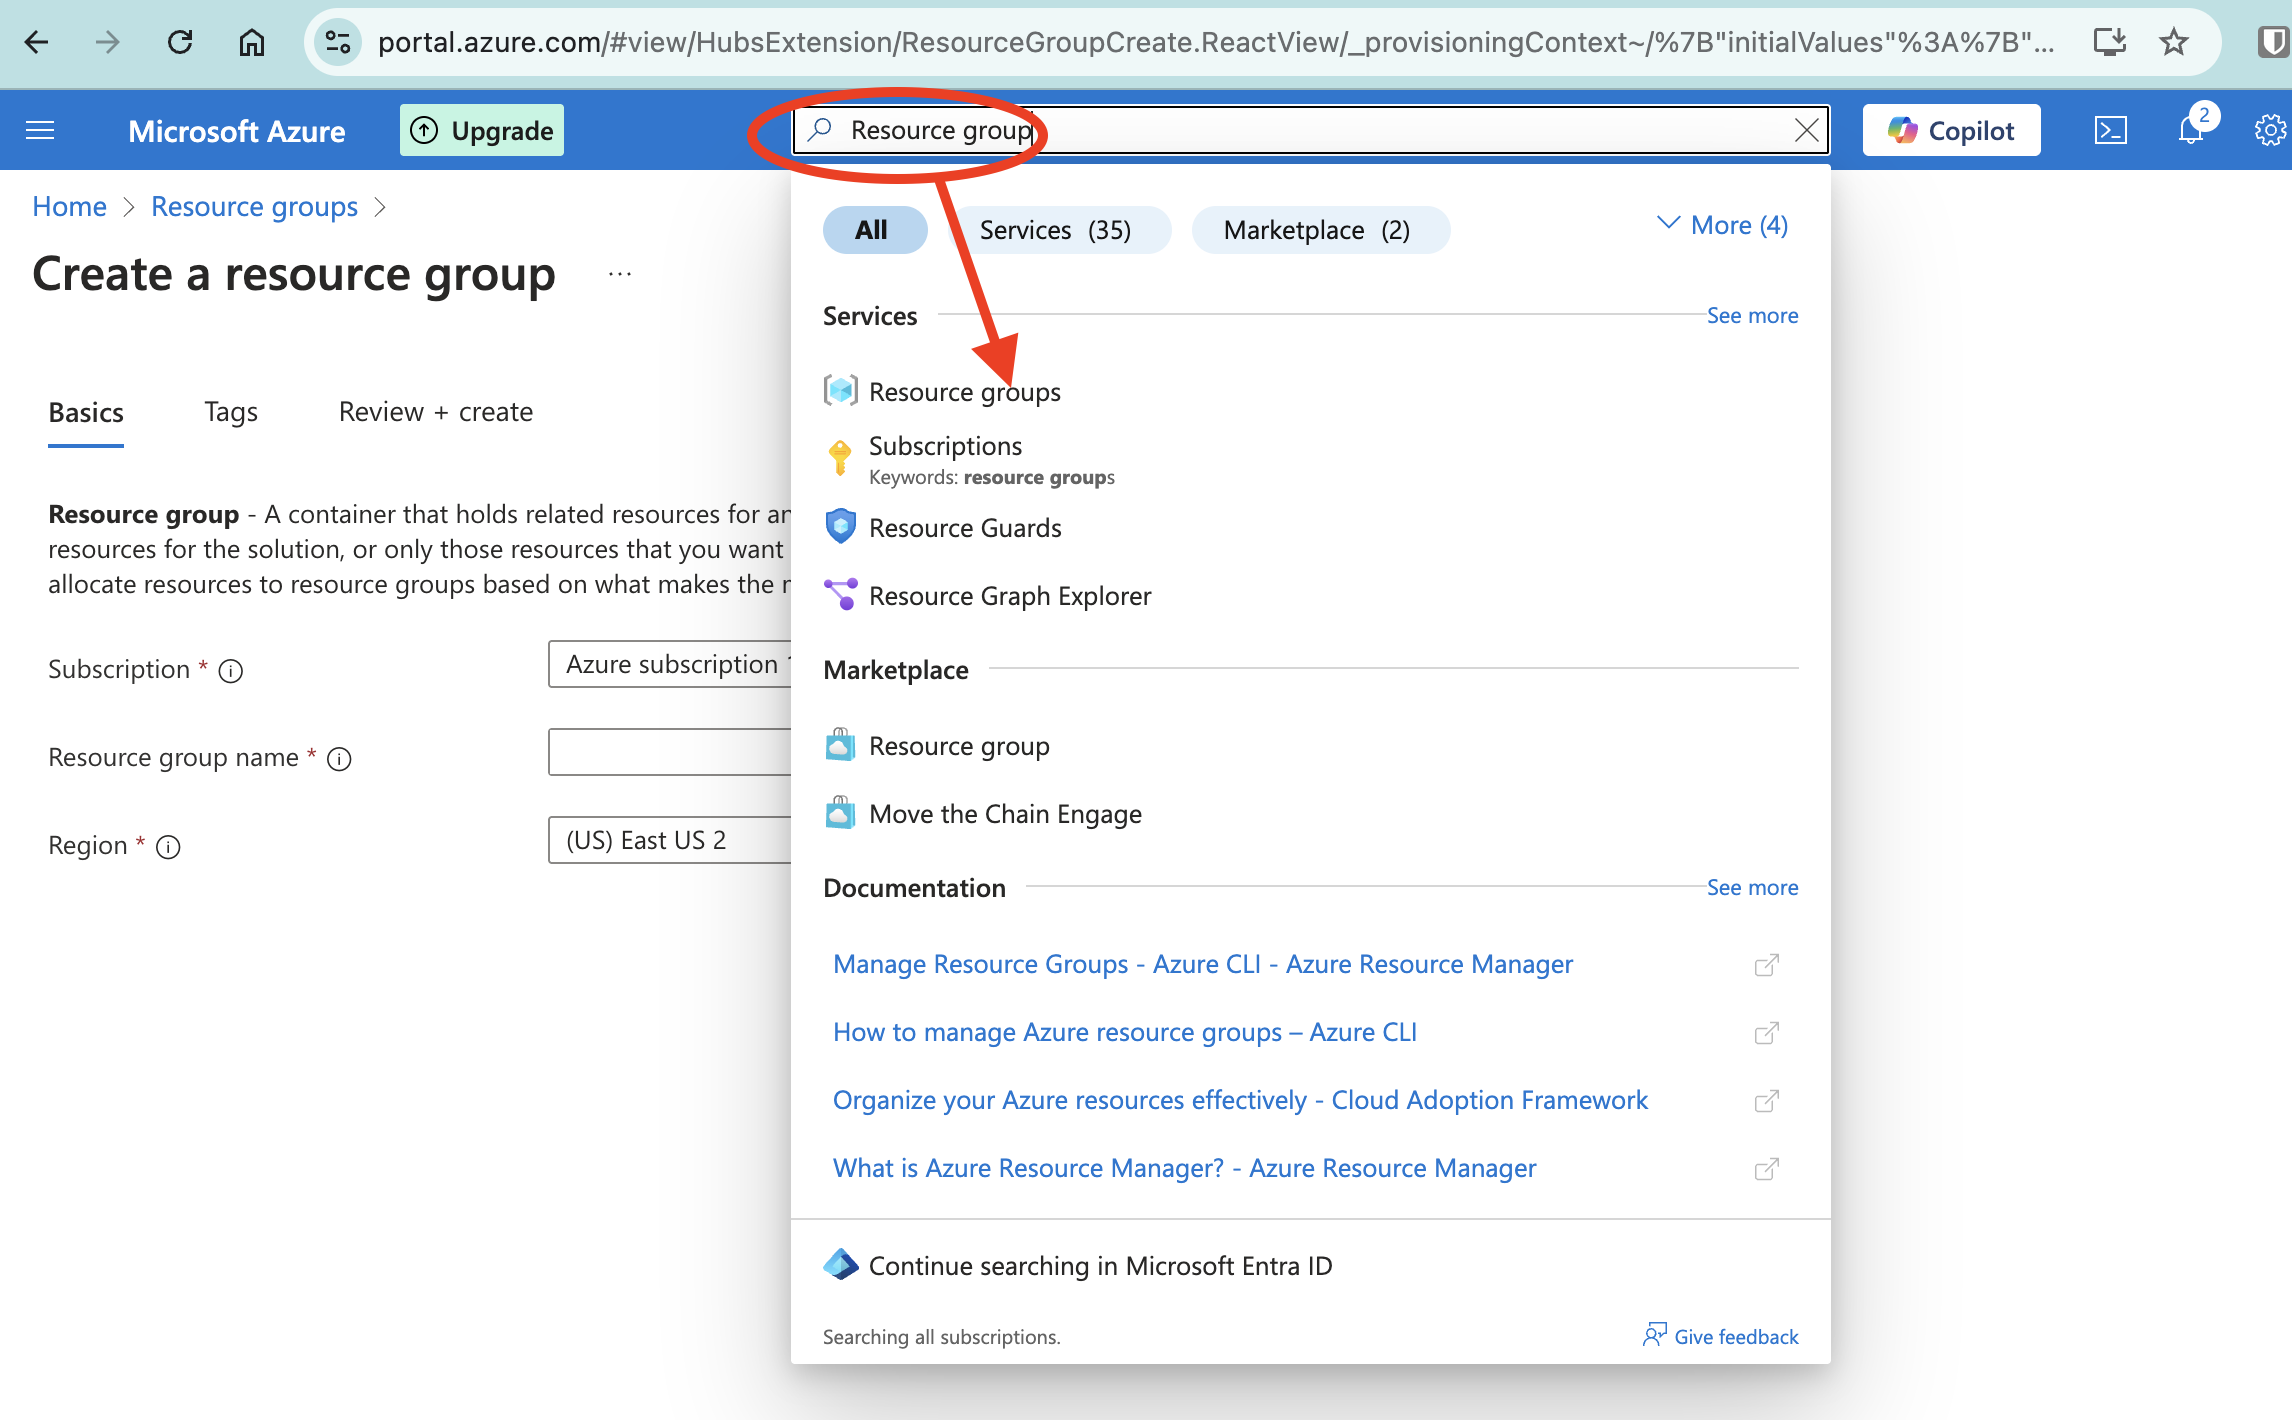 portal.azure.com/#view/HubsExtension/ResourceGroupCreate.ReactView/_provisioningContext~/%7B"initialValues"%3A%7B"...
Microsoft Azure
Upgrade
Resource group
Copilot
2
Home > Resource groups >
Create a resource group ...
All
Services (35)
Marketplace (2)
More (4)
Services
See more
Resource groups
Subscriptions
Keywords: resource groups
Resource Guards
Resource Graph Explorer
Marketplace
Resource group
Move the Chain Engage
Documentation
See more
Manage Resource Groups - Azure CLI - Azure Resource Manager
How to manage Azure resource groups – Azure CLI
Organize your Azure resources effectively - Cloud Adoption Framework
What is Azure Resource Manager? - Azure Resource Manager
Continue searching in Microsoft Entra ID
Searching all subscriptions.
Give feedback
Basics
Tags
Review + create
Resource group - A container that holds related resources for
resources for the solution, or only those resources that you want
allocate resources to resource groups based on what makes the
Subscription *
Azure subscription
Resource group name *
Region *
(US) East US 2